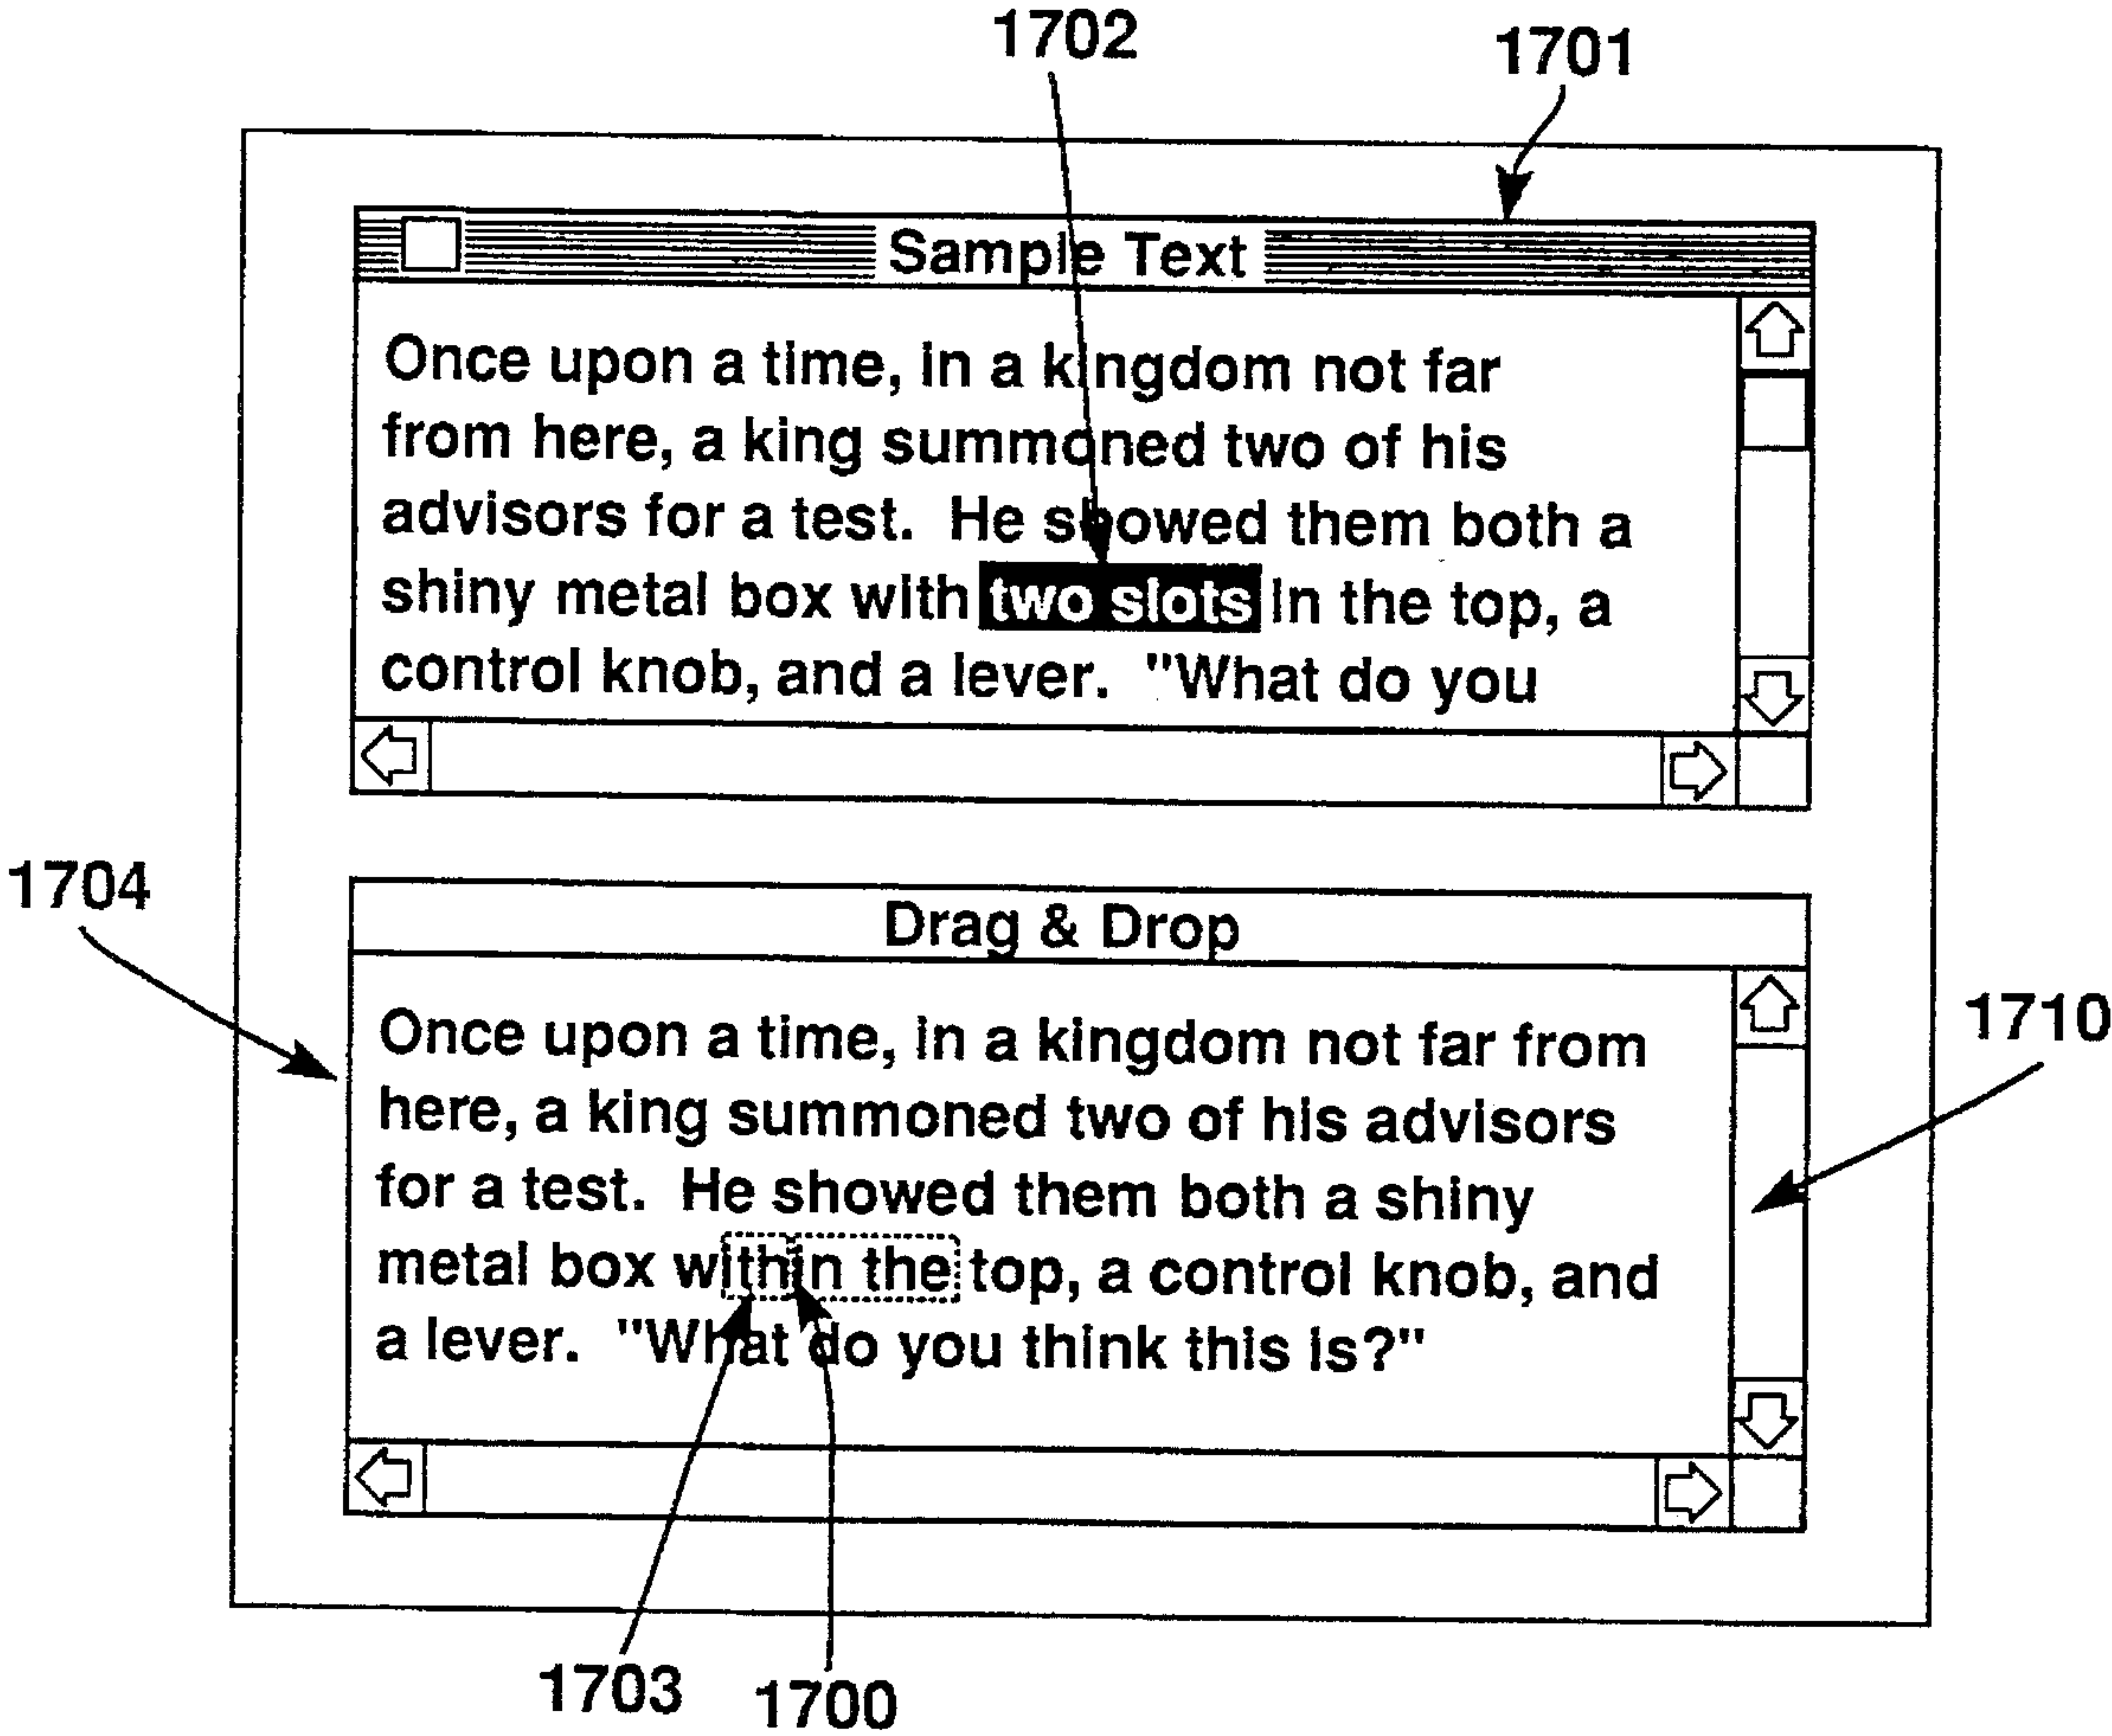 1702
1701
Sample Text
Once upon a time, in a kingdom not far
from here, a king summoned two of his
advisors for a test.  He showed them both a
shiny metal box with two slots in the top, a
control knob, and a lever.  "What do you
1704
Drag & Drop
1710
Once upon a time, in a kingdom not far from
here, a king summoned two of his advisors
for a test.  He showed them both a shiny
metal box within the top, a control knob, and
a lever.  "What do you think this is?"
1703
1700